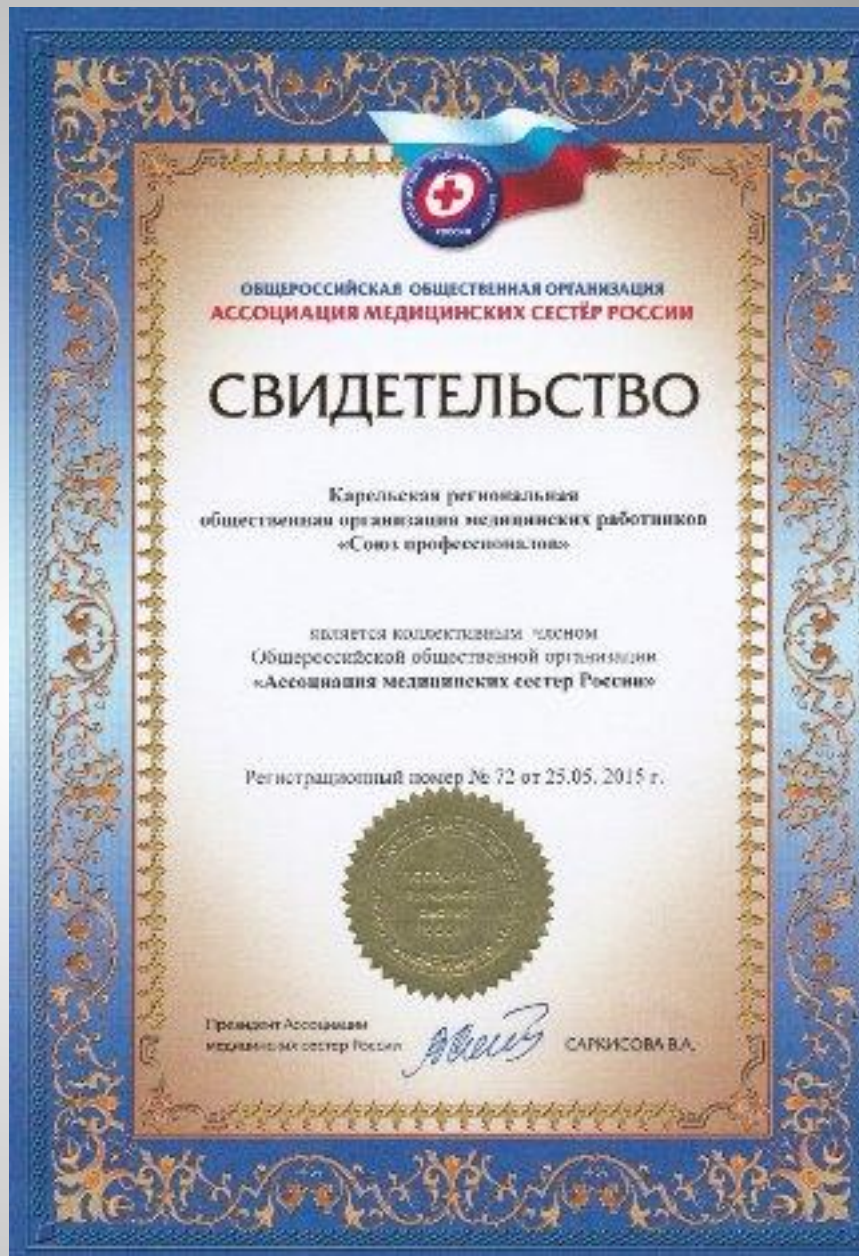 РОССИИ
ОБЩЕРОССИЙСКАЯ ОБЩЕСТВЕННАЯ ОРГАНИЗАЦИЯ
АССОЦИАЦИЯ МЕДИЦИНСКИХ СЕСТЁР РОССИИ
СВИДЕТЕЛЬСТВО
Карельская региональная
общественная организация медицинских работников
«Союз профессионалов»
является коллективным членом
Общероссийской общественной организации
«Ассоциация медицинских сестер России»
Регистрационный номер № 72 от 25.05. 2015 г.
Президент Ассоциации
медицинских сестер России САРКИСОВА В.А.